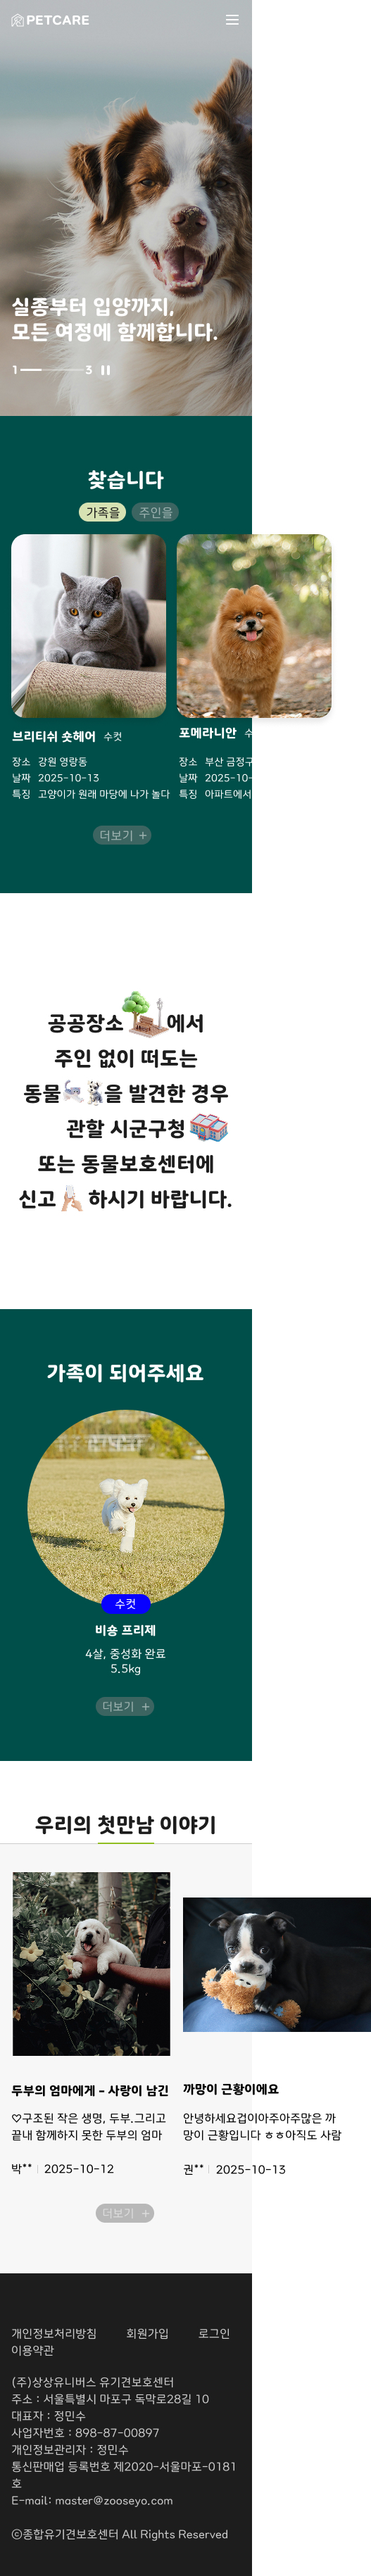 PETCARE
실종부터 입양까지,
모든 여정에 함께합니다.
1 3
찾습니다
가족을 주인을
브리티쉬 숏헤어 수컷
장소 강원 영랑동
날짜 2025-10-13
특징 고양이가 원래 마당에 나가 놀다
포메라니안 수
장소 부산 금정구
날짜 2025-10-
특징 아파트에서
더보기 +
공공장소 에서
주인 없이 떠도는
동물 을 발견한 경우
관할 시군구청
또는 동물보호센터에
신고 하시기 바랍니다.
가족이 되어주세요
수컷
비숑 프리제
4살, 중성화 완료
5.5kg
더보기 +
우리의 첫만남 이야기
두부의 엄마에게 - 사랑이 남긴
♡구조된 작은 생명, 두부.그리고
끝내 함께하지 못한 두부의 엄마
박** | 2025-10-12
까망이 근황이에요
안녕하세요겁이아주아주많은 까
망이 근황입니다 ㅎㅎ아직도 사람
권** | 2025-10-13
더보기 +
개인정보처리방침 회원가입 로그인
이용약관
(주)상상유니버스 유기견보호센터
주소 : 서울특별시 마포구 독막로28길 10
대표자 : 정민수
사업자번호 : 898-87-00897
개인정보관리자 : 정민수
통신판매업 등록번호 제2020-서울마포-0181
호
E-mail: master@zooseyo.com
ⓒ종합유기견보호센터 All Rights Reserved